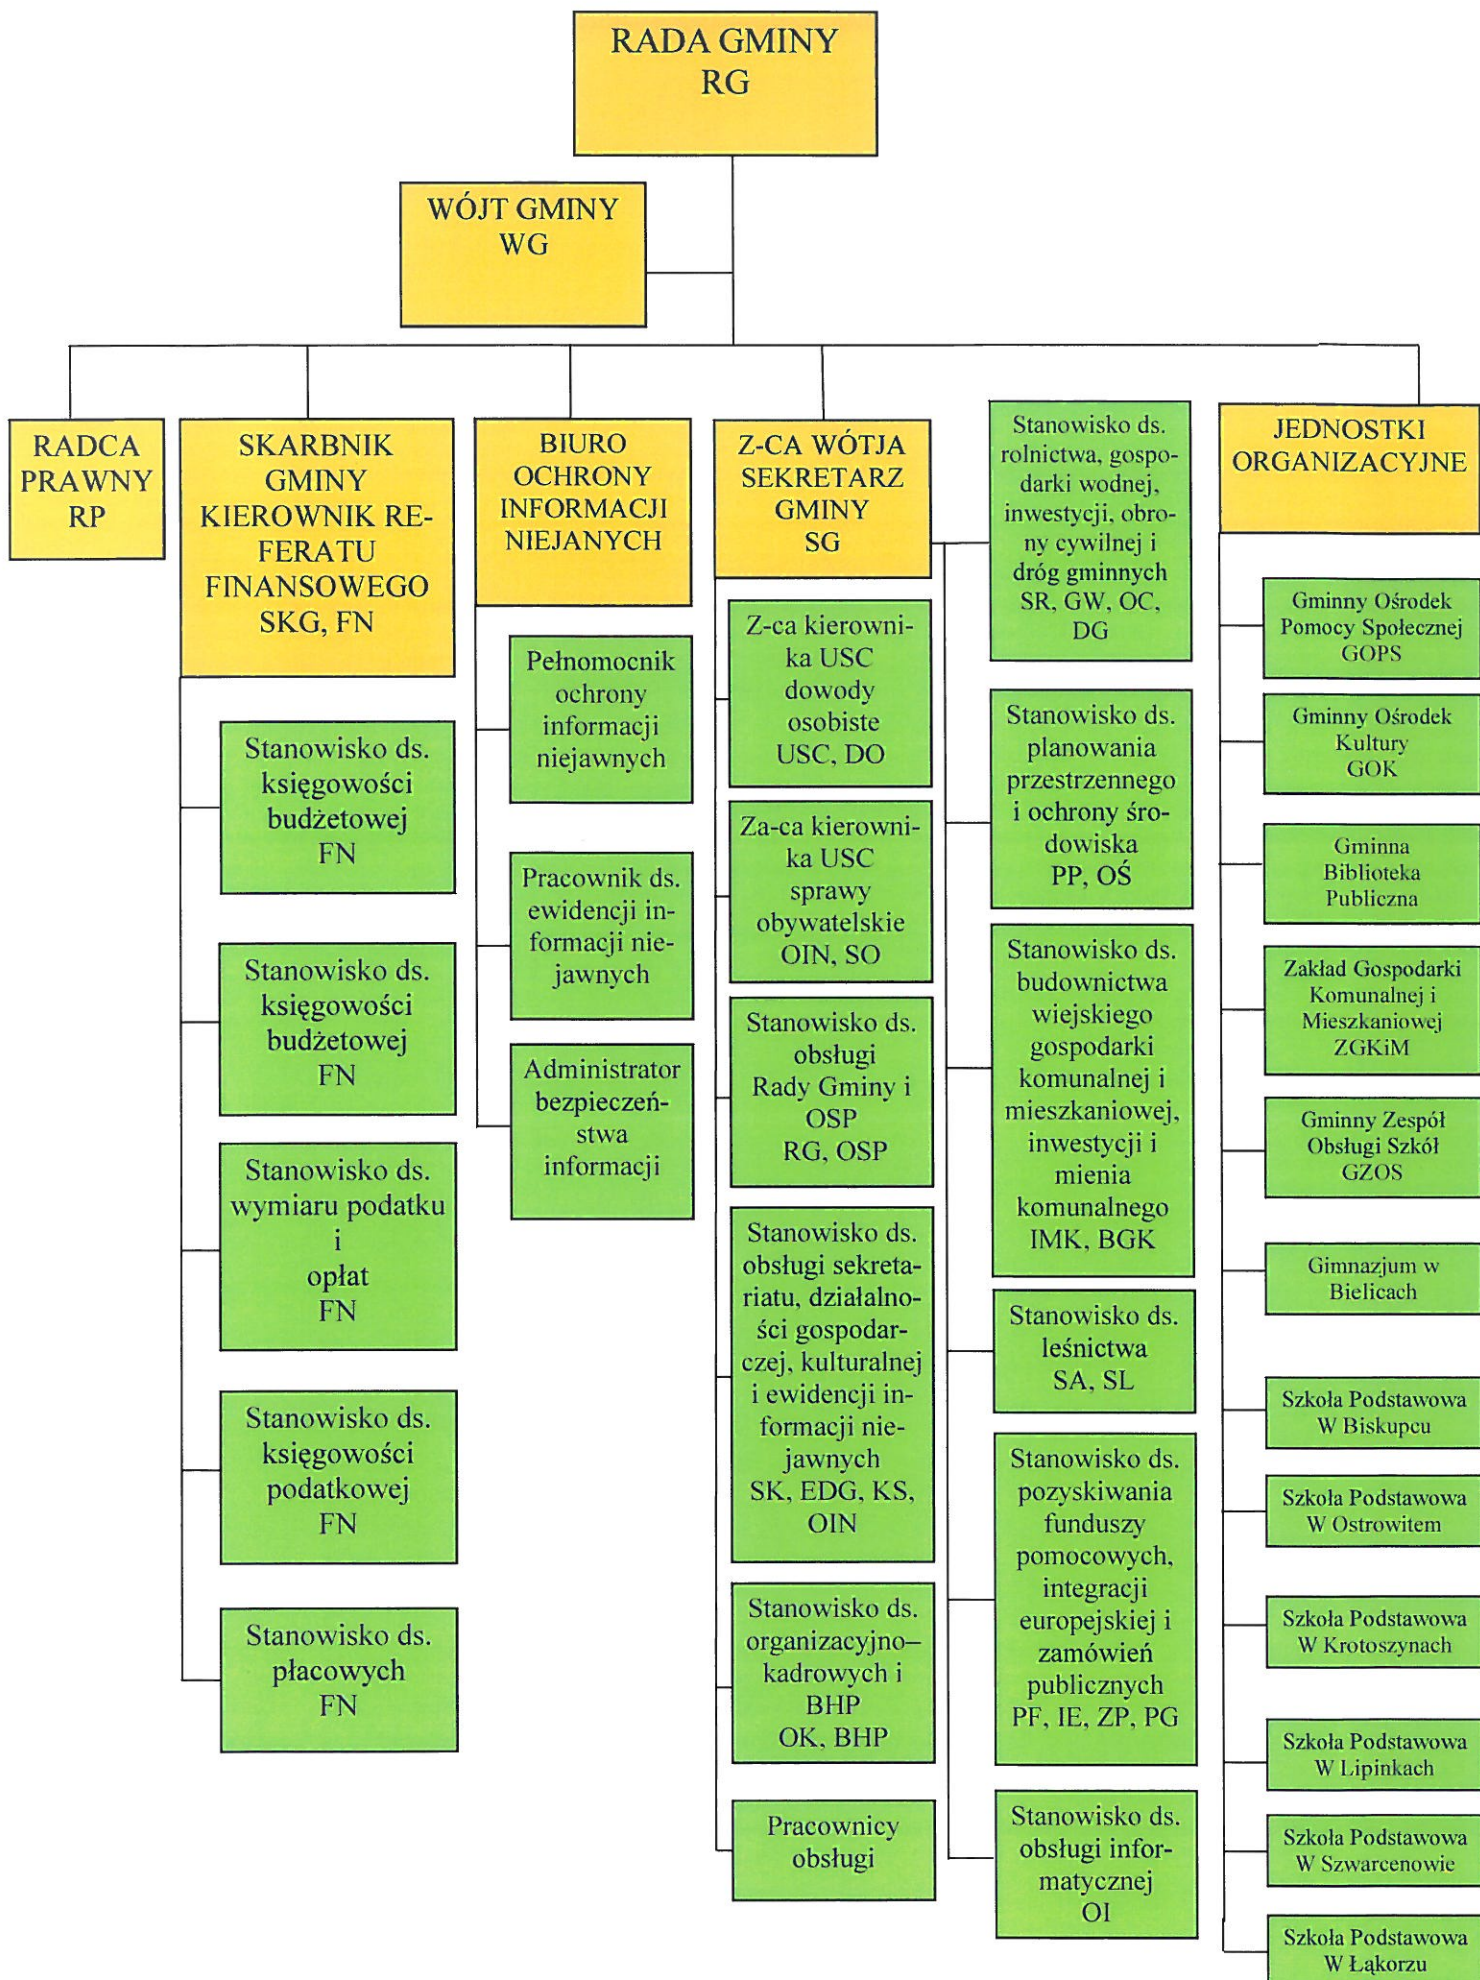 RADA GMINY
RG
WÓJT GMINY
WG
RADCA
PRAWNY
RP
SKARBNIK
GMINY
KIEROWNIK RE-
FERATU
FINANSOWEGO
SKG, FN
Stanowisko ds.
księgowości
budżetowej
FN
Stanowisko ds.
księgowości
budżetowej
FN
Stanowisko ds.
wymiaru podatku
i
opłat
FN
Stanowisko ds.
księgowości
podatkowej
FN
Stanowisko ds.
płacowych
FN
BIURO
OCHRONY
INFORMACJI
NIEJANYCH
Pełnomocnik
ochrony
informacji
niejawnych
Pracownik ds.
ewidencji in-
formacji nie-
jawnych
Administrator
bezpieczeń-
stwa
informacji
Z-CA WÓTJA
SEKRETARZ
GMINY
SG
Z-ca kierowni-
ka USC
dowody
osobiste
USC, DO
Za-ca kierowni-
ka USC
sprawy
obywatelskie
OIN, SO
Stanowisko ds.
obsługi
Rady Gminy i
OSP
RG, OSP
Stanowisko ds.
obsługi sekreta-
riatu, działalno-
ści gospodar-
czej, kulturalnej
i ewidencji in-
formacji nie-
jawnych
SK, EDG, KS,
OIN
Stanowisko ds.
organizacyjno–
kadrowych i
BHP
OK, BHP
Pracownicy
obsługi
Stanowisko ds.
rolnictwa, gospo-
darki wodnej,
inwestycji, obro-
ny cywilnej i
dróg gminnych
SR, GW, OC,
DG
Stanowisko ds.
planowania
przestrzennego
i ochrony śro-
dowiska
PP, OŚ
Stanowisko ds.
budownictwa
wiejskiego
gospodarki
komunalnej i
mieszkaniowej,
inwestycji i
mienia
komunalnego
IMK, BGK
Stanowisko ds.
leśnictwa
SA, SL
Stanowisko ds.
pozyskiwania
funduszy
pomocowych,
integracji
europejskiej i
zamówień
publicznych
PF, IE, ZP, PG
Stanowisko ds.
obsługi infor-
matycznej
OI
JEDNOSTKI
ORGANIZACYJNE
Gminny Ośrodek
Pomocy Społecznej
GOPS
Gminny Ośrodek
Kultury
GOK
Gminna
Biblioteka
Publiczna
Zakład Gospodarki
Komunalnej i
Mieszkaniowej
ZGKiM
Gminny Zespół
Obsługi Szkół
GZOS
Gimnazjum w
Bielicach
Szkoła Podstawowa
W Biskupcu
Szkoła Podstawowa
W Ostrowitem
Szkoła Podstawowa
W Krotoszynach
Szkoła Podstawowa
W Lipinkach
Szkoła Podstawowa
W Szwarcenowie
Szkoła Podstawowa
W Łąkorzu